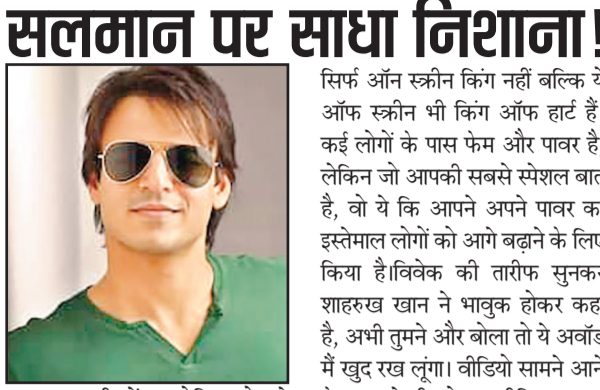 सलमान पर साधा निशाना!
सिर्फ ऑन स्क्रीन किंग नहीं बल्कि ये
ऑफ स्क्रीन भी किंग ऑफ हार्ट हैं
कई लोगों के पास फेम और पावर है
लेकिन जो आपकी सबसे स्पेशल बात
है, वो ये कि आपने अपने पावर का
इस्तेमाल लोगों को आगे बढ़ाने के लिए
किया है।विवेक की तारीफ सुनकर
शाहरुख खान ने भावुक होकर कहा
है, अभी तुमने और बोला तो ये अवॉर्ड
मैं खुद रख लूंगा। वीडियो सामने आने